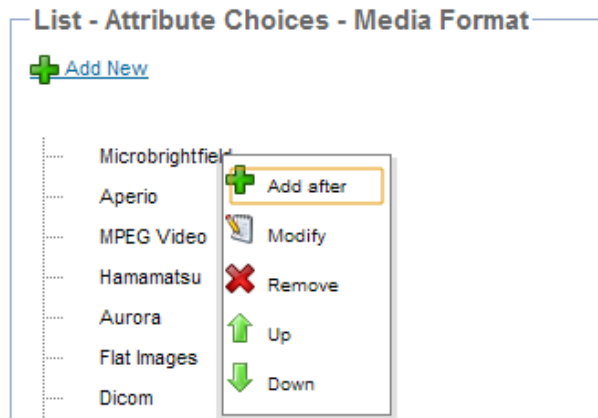 List - Attribute Choices - Media Format
Add New
Microbrightfield
Add after
Aperio
MPEG Video
Modify
Hamamatsu
Remove
Aurora
Up
Flat Images
Dicom
Down